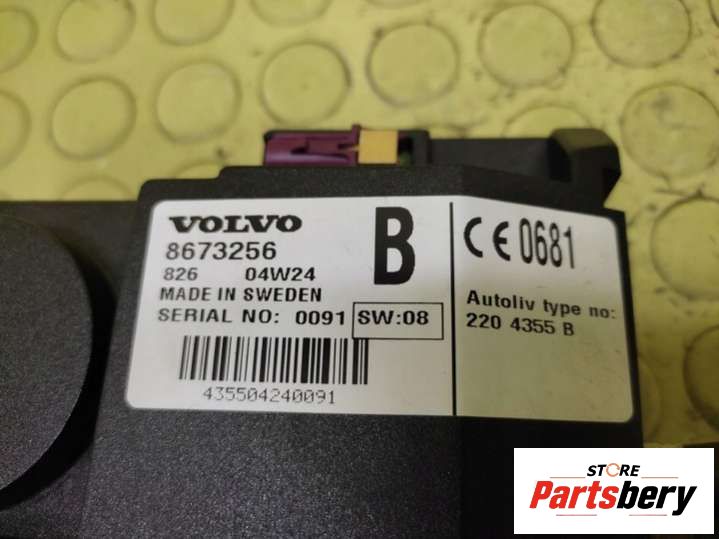 VOLVO
8673256
826 04W24
MADE IN SWEDEN
SERIAL NO: 0091 SW:08
435504240091
B
CE 0681
Autoliv type no:
220 4355 B
STORE
Partsbery